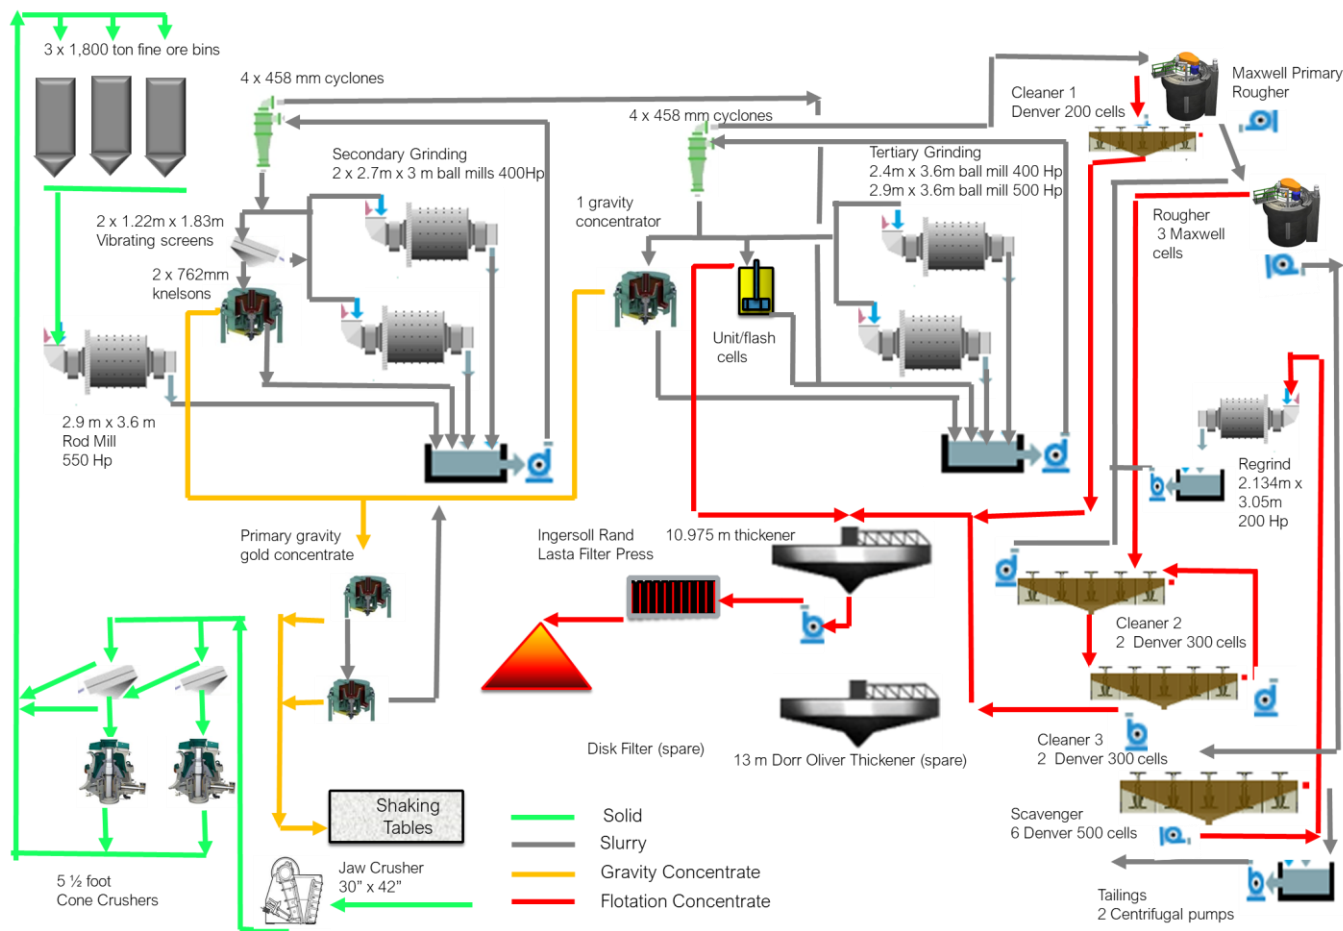 3 x 1,800 ton fine ore bins
4 x 458 mm cyclones
Secondary Grinding
2 x 2.7m x 3 m ball mills 400Hp
2 x 1.22m x 1.83m
Vibrating screens
2 x 762mm
knelsons
2.9 m x 3.6 m
Rod Mill
550 Hp
4 x 458 mm cyclones
Tertiary Grinding
2.4m x 3.6m ball mill 400 Hp
2.9m x 3.6m ball mill 500 Hp
1 gravity
concentrator
Unit/flash
cells
Cleaner 1
Denver 200 cells
Maxwell Primary
Rougher
Rougher
3 Maxwell
cells
Regrind
2.134m x
3.05m
200 Hp
Primary gravity
gold concentrate
Ingersoll Rand
Lasta Filter Press
10.975 m thickener
Cleaner 2
2 Denver 300 cells
Cleaner 3
2 Denver 300 cells
Disk Filter (spare)
13 m Dorr Oliver Thickener (spare)
Scavenger
6 Denver 500 cells
Shaking
Tables
Solid
Slurry
Gravity Concentrate
Flotation Concentrate
5 ½ foot
Cone Crushers
Jaw Crusher
30" x 42"
Tailings
2 Centrifugal pumps